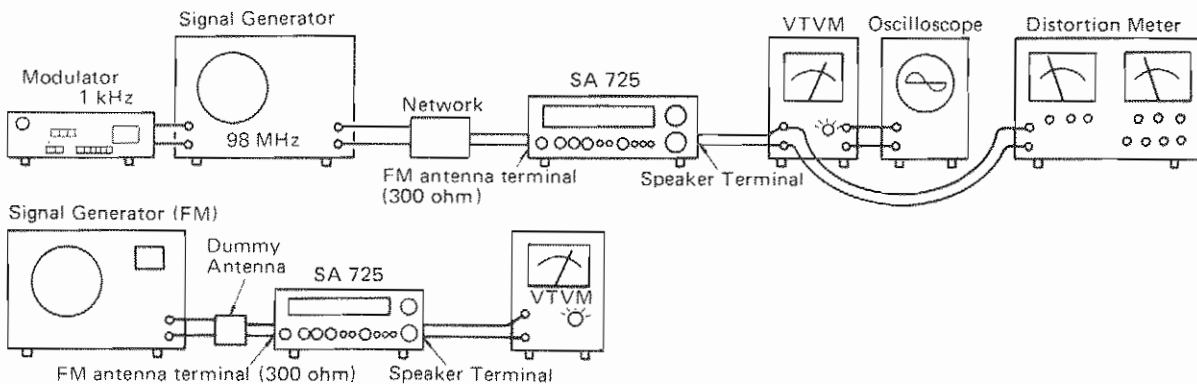 Signal Generator
VTVM
Oscilloscope
Distortion Meter
Modulator
1 kHz
98 MHz
Network
SA 725
FM antenna terminal
(300 ohm)
Speaker Terminal
Signal Generator (FM)
Dummy
Antenna
SA 725
VTVM
FM antenna terminal (300 ohm)
Speaker Terminal